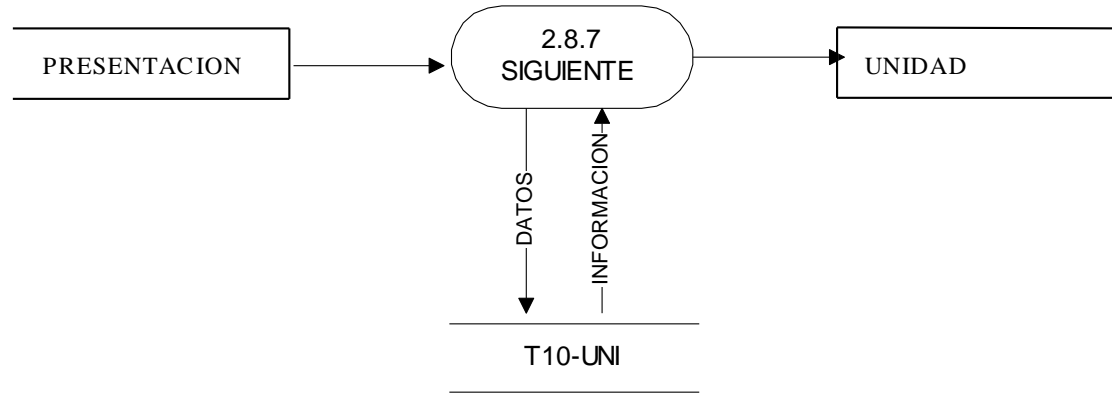 PRESENTACION
2.8.7
SIGUIENTE
UNIDAD
DATOS
INFORMACION
T10-UNI